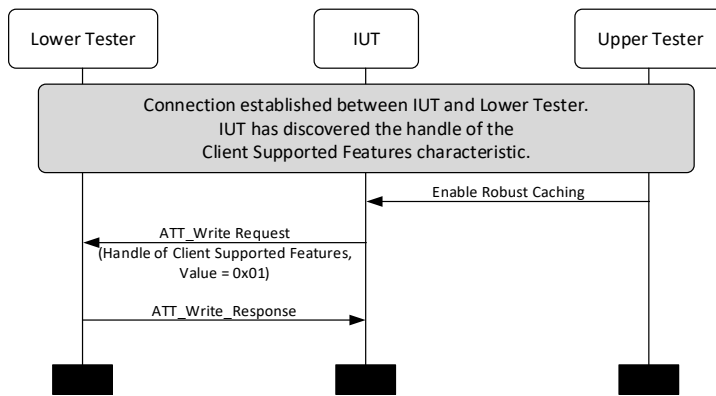 Lower Tester
IUT
Upper Tester
Connection established between IUT and Lower Tester.
IUT has discovered the handle of the
Client Supported Features characteristic.
Enable Robust Caching
ATT_Write Request
(Handle of Client Supported Features,
Value = 0x01)
ATT_Write_Response